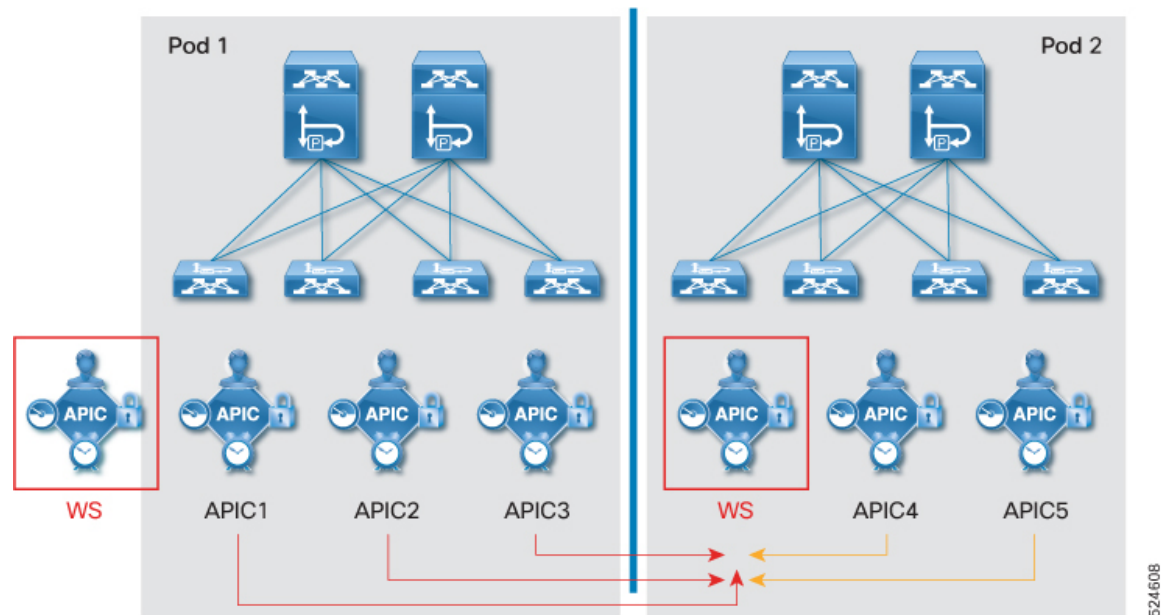 Pod 1
Pod 2
P
P
P
P
APIC
APIC
APIC
APIC
APIC
APIC
APIC
WS
APIC1
APIC2
APIC3
WS
APIC4
APIC5
524608